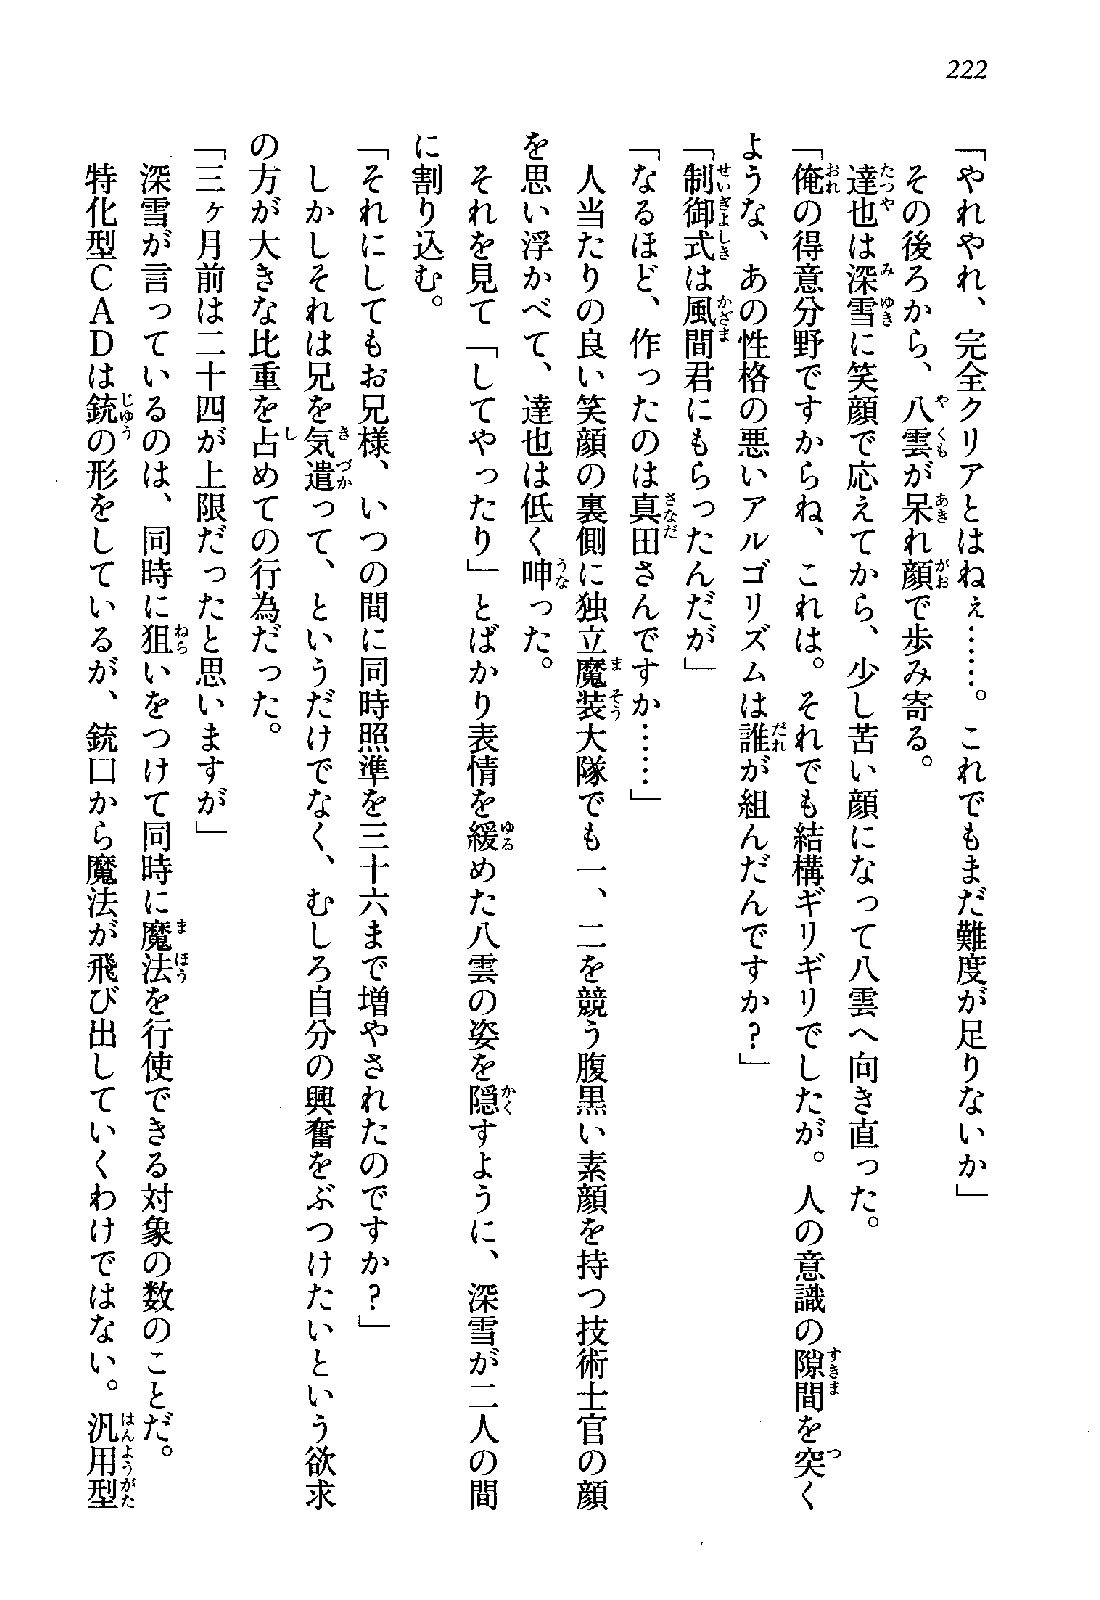 222
「やれやれ、完全クリアとはねぇ……。これでもまだ難度が足りないか」
その後ろから、八雲が呆れ顔で歩み寄る。
達也は深雪に笑顔で応えてから、少し苦い顔になって八雲へ向き直った。
「俺の得意分野ですからね、これは。それでも結構ギリギリでしたが。人の意識の隙間を突く
ような、あの性格の悪いアルゴリズムは誰が組んだんですか？」
「制御式は風間君にもらったんだが」
「なるほど、作ったのは真田さんですか……」
人当たりの良い笑顔の裏側に独立魔装大隊でも一、二を競う腹黒い素顔を持つ技術士官の顔
を思い浮かべて、達也は低く呻った。
それを見て「してやったり」とばかり表情を緩めた八雲の姿を隠すように、深雪が二人の間
に割り込む。
「それにしてもお兄様、いつの間に同時照準を三十六まで増やされたのですか？」
しかしそれは兄を気遣って、というだけでなく、むしろ自分の興奮をぶつけたいという欲求
の方が大きな比重を占めての行為だった。
「三ヶ月前は二十四が上限だったと思いますが」
深雪が言っているのは、同時に狙いをつけて同時に魔法を行使できる対象の数のことだ。
特化型ＣＡＤは銃の形をしているが、銃口から魔法が飛び出していくわけではない。汎用型